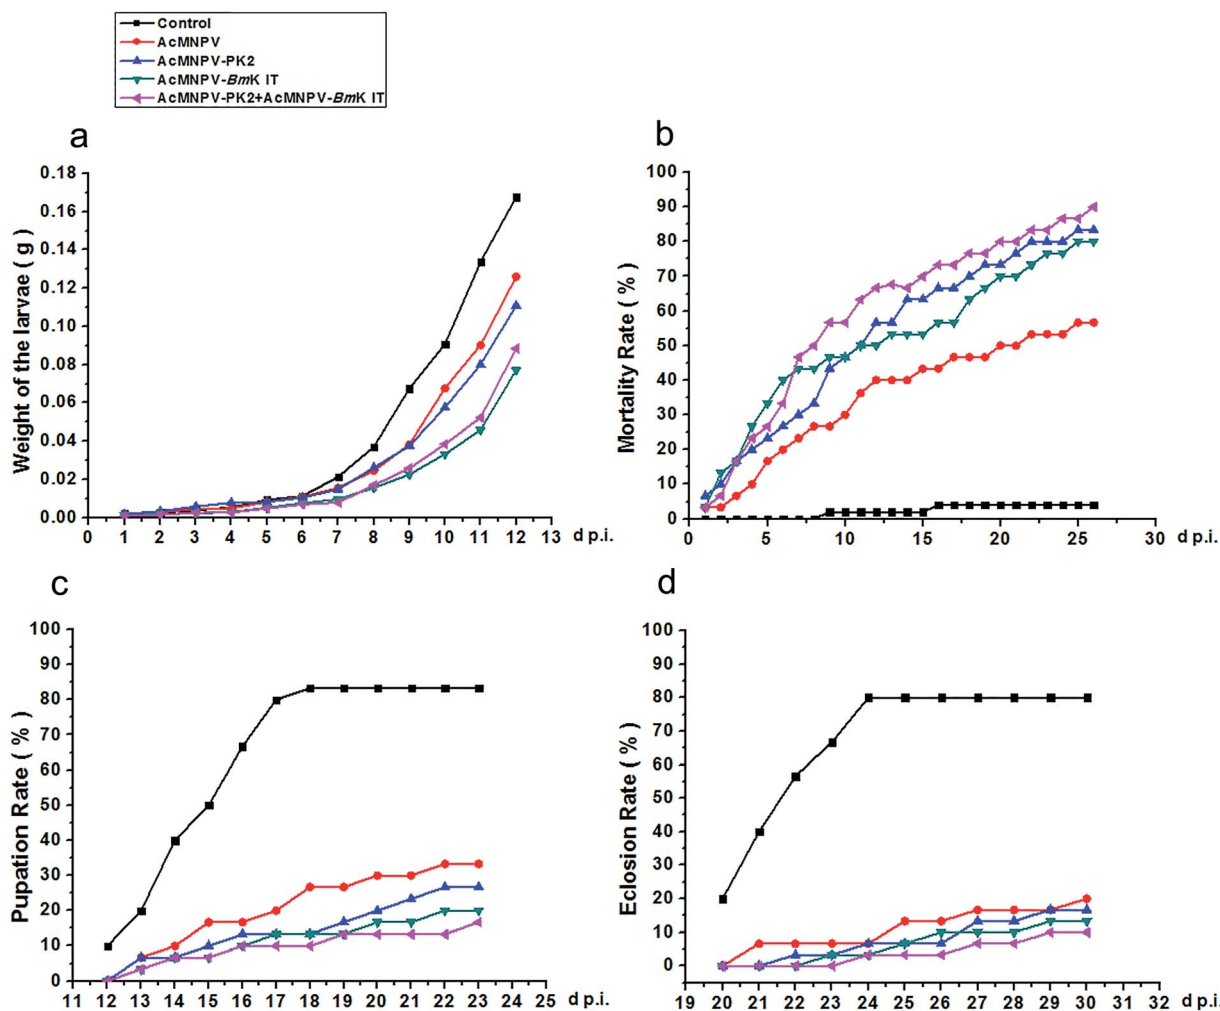 Control
AcMNPV
AcMNPV-PK2
AcMNPV-BmK IT
AcMNPV-PK2+AcMNPV-BmK IT
a
0.18
0.16
0.14
0.12
0.10
0.08
0.06
0.04
0.02
0.00
Weight of the larvae ( g )
0 1 2 3 4 5 6 7 8 9 10 11 12 13 d p.i.
b
100
90
80
70
60
50
40
30
20
10
0
Mortality Rate ( % )
0 5 10 15 20 25 30 d p.i.
c
100
90
80
70
60
50
40
30
20
10
0
Pupation Rate ( % )
11 12 13 14 15 16 17 18 19 20 21 22 23 24 25 d p.i.
d
100
90
80
70
60
50
40
30
20
10
0
Eclosion Rate ( % )
19 20 21 22 23 24 25 26 27 28 29 30 31 32 d p.i.